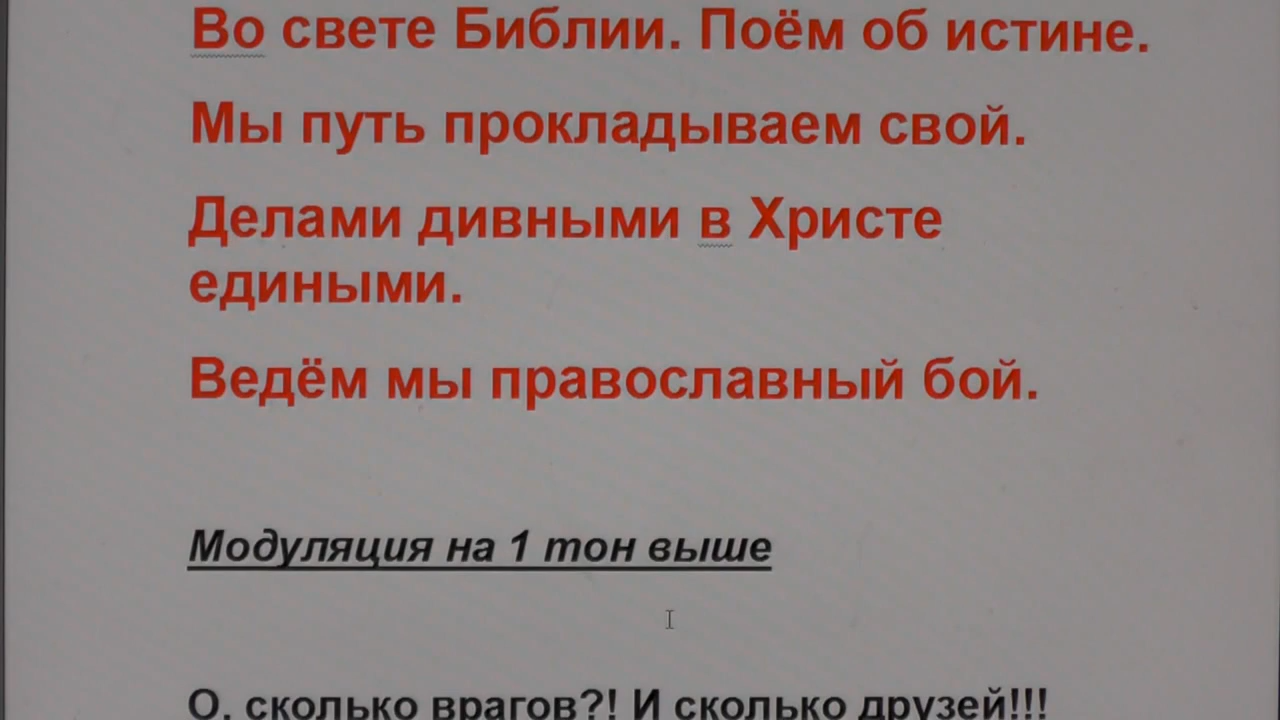 Во свете Библии. Поём об истине.
Мы путь прокладываем свой.
Делами дивными в Христе
едиными.
Ведём мы православный бой.
Модуляция на 1 тон выше
О, сколько врагов?! И сколько друзей!!!